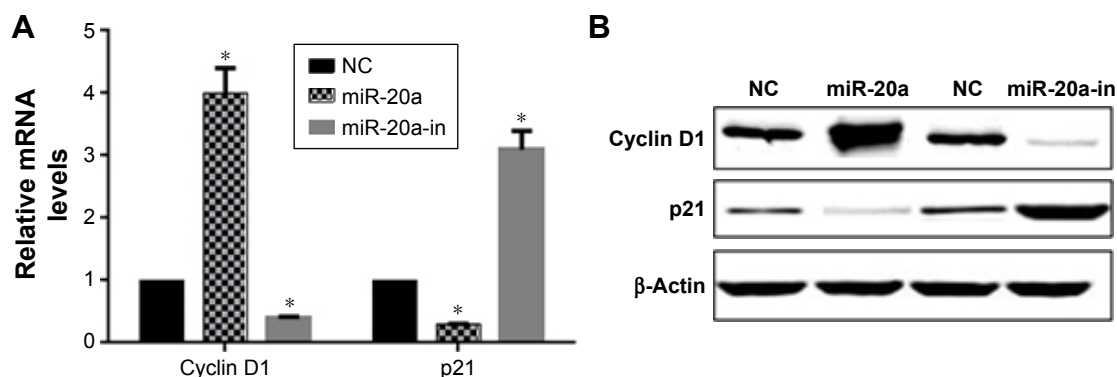 A
Relative mRNA
levels
5
4
3
2
1
0
*
*
*
*
NC
miR-20a
miR-20a-in
Cyclin D1 p21
B
NC miR-20a NC miR-20a-in
Cyclin D1
p21
β-Actin